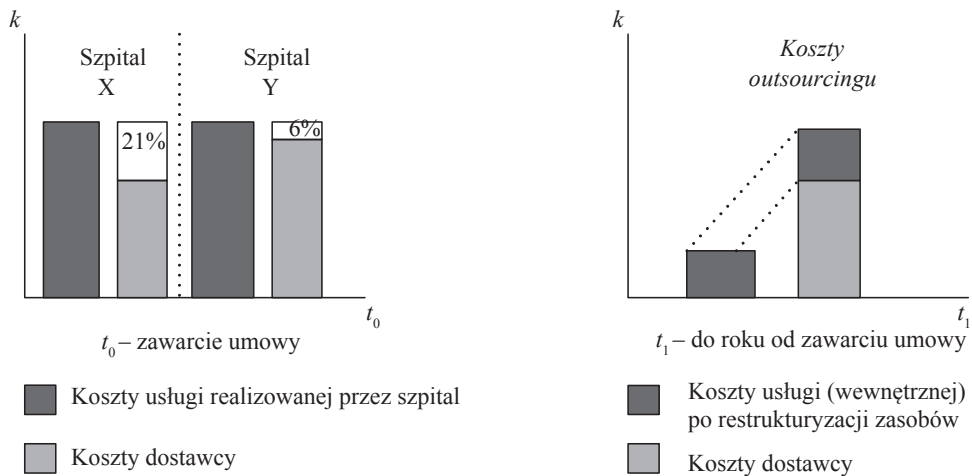 k
Szpital
X
Szpital
Y
21%
6%
t0
t0 – zawarcie umowy
Koszty usługi realizowanej przez szpital
Koszty dostawcy
k
Koszty
outsourcingu
t1
t1 – do roku od zawarciu umowy
Koszty usługi (wewnętrznej)
po restrukturyzacji zasobów
Koszty dostawcy